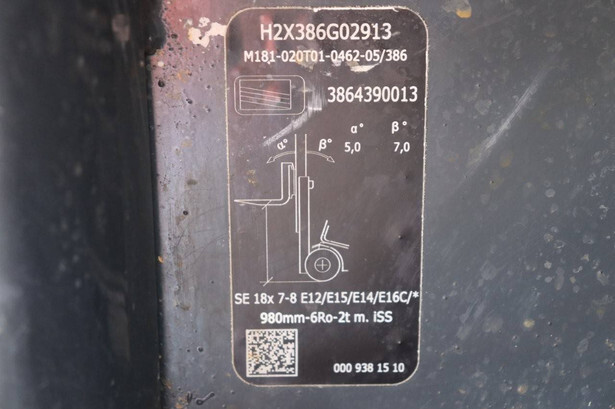 H2X386G02913
M181-020T01-0462-05/386
3864390013
α° β° α° β°
5,0 7,0
SE 18x 7-8 E12/E15/E14/E16C/*
980mm-6Ro-2t m. iSS
000 938 15 10